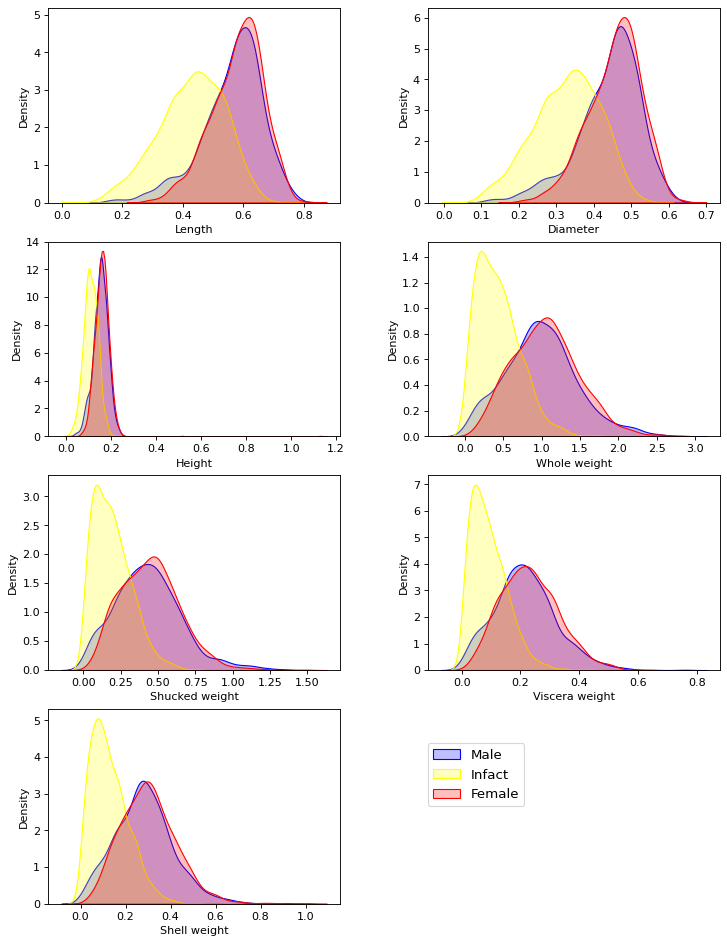 5
4
3
2
1
0
Density
0.0 0.2 0.4 0.6 0.8
Length
6
5
4
3
2
1
0
Density
0.0 0.1 0.2 0.3 0.4 0.5 0.6 0.7
Diameter
14
12
10
8
6
4
2
0
Density
0.0 0.2 0.4 0.6 0.8 1.0 1.2
Height
1.4
1.2
1.0
0.8
0.6
0.4
0.2
0.0
Density
0.0 0.5 1.0 1.5 2.0 2.5 3.0
Whole weight
3.0
2.5
2.0
1.5
1.0
0.5
0.0
Density
0.00 0.25 0.50 0.75 1.00 1.25 1.50
Shucked weight
7
6
5
4
3
2
1
0
Density
0.0 0.2 0.4 0.6 0.8
Viscera weight
5
4
3
2
1
0
Density
0.0 0.2 0.4 0.6 0.8 1.0
Shell weight
Male
Infact
Female